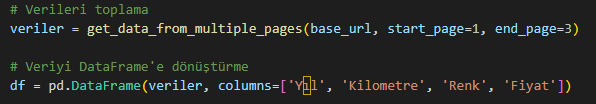 # Verileri toplama
veriler = get_data_from_multiple_pages(base_url, start_page=1, end_page=3)
# Veriyi DataFrame'e dönüştürme
df = pd.DataFrame(veriler, columns=['Yıl', 'Kilometre', 'Renk', 'Fiyat'])